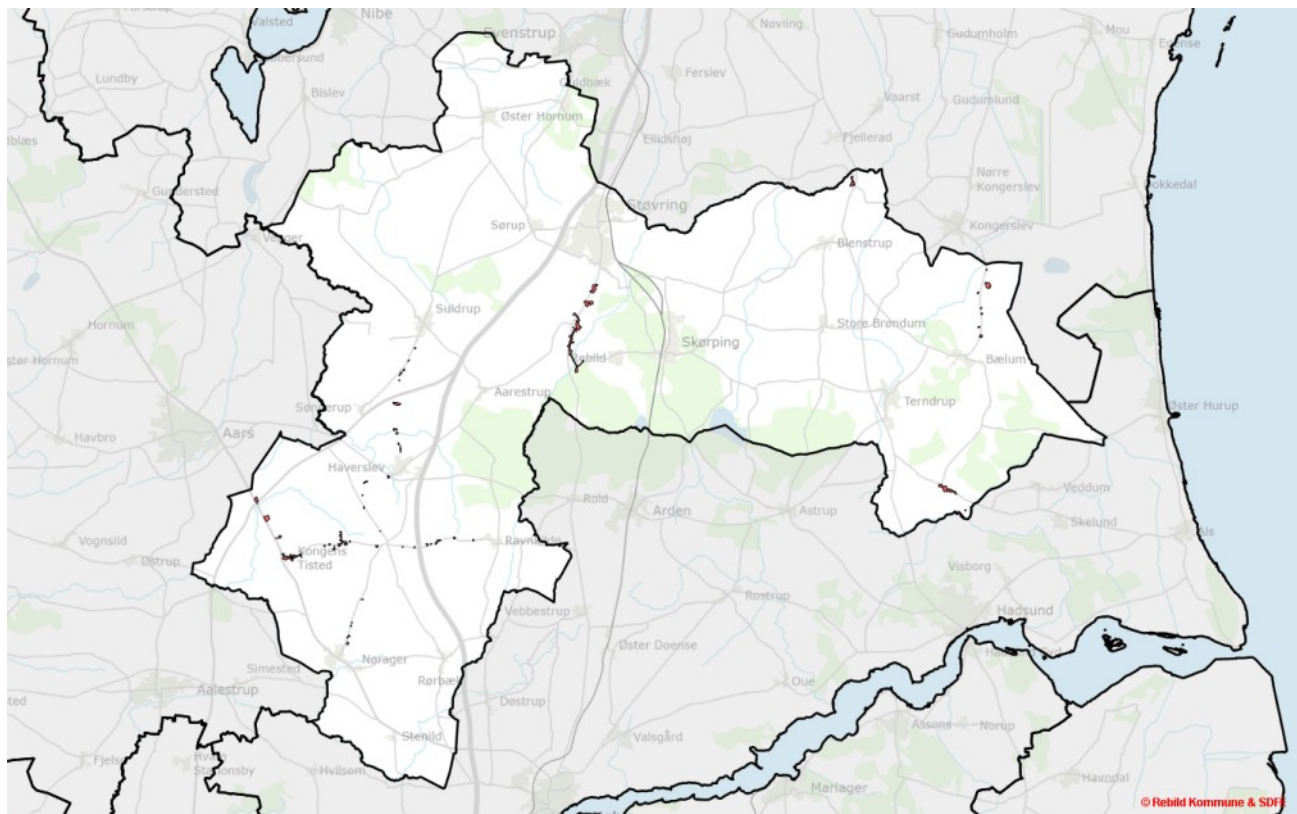 Nibe
Valsted
Svenstrup
Nøvling
Gudumholm
Mou
Egense
Lundby
Bislev
Guldbæk
Ferslev
Vaarst
Gudumlund
Øster Hornum
Ellidshøj
Fjellerad
Gundersted
Nørre
Kongerslev
Dokkedal
Støvring
Sørup
Kongerslev
Blenstrup
Suldrup
Hornum
Store Brøndum
Skørping
Rebild
Bælum
Aarestrup
Terndrup
Øster Hurup
Havbro
Aars
Haverslev
Rold
Arden
Astrup
Veddum
Skelund
Als
Vognsild
Østrup
Kongens
Tisted
Ravnkilde
Visborg
Rostrup
Vebbestrup
Hadsund
Øster Doense
Simested
Nørager
Rørbæk
Aalestrup
Oue
Døstrup
Assens
Norup
Stenild
Valsgård
Hvilsom
Havndal
Mariager
© Rebild Kommune & SDFE